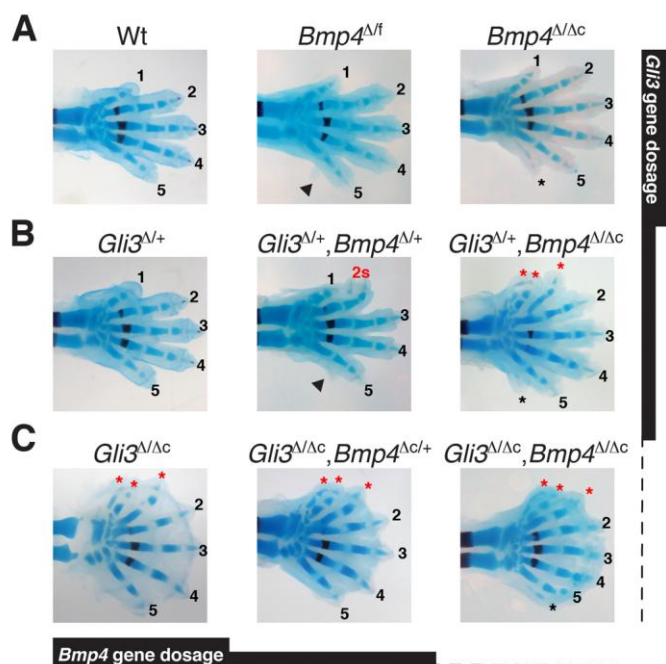 A
Wt
Bmp4Δ/f
Bmp4Δ/Δc
1
2
3
4
5
1
2
3
4
5
1
2
3
4
5
*
Gli3 gene dosage
B
Gli3Δ/+
Gli3Δ/+,Bmp4Δ/+
Gli3Δ/+,Bmp4Δ/Δc
1
2
3
4
5
1
2s
3
4
5
* * *
2
3
4
5
*
C
Gli3Δ/Δc
Gli3Δ/Δc,Bmp4Δc/+
Gli3Δ/Δc,Bmp4Δ/Δc
* * *
2
3
4
5
* * *
2
3
4
5
* * *
2
3
4
5
*
Bmp4 gene dosage